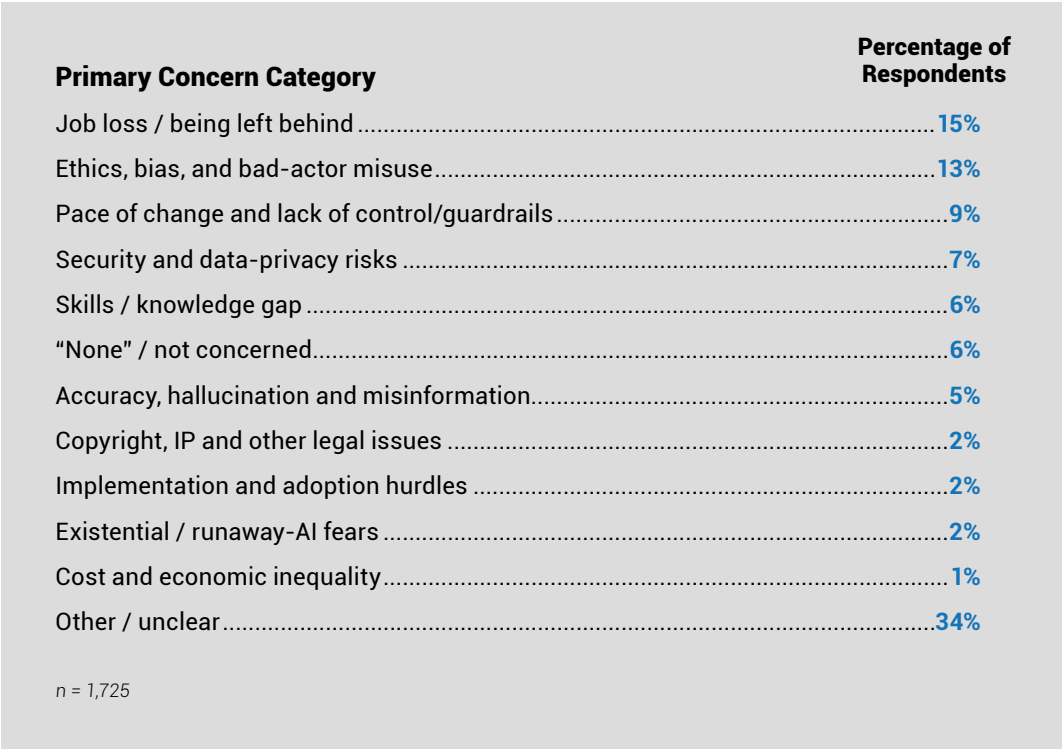 Percentage of
Primary Concern Category Respondents
Job loss / being left behind 15%
Ethics, bias, and bad-actor misuse 13%
Pace of change and lack of control/guardrails 9%
Security and data-privacy risks 7%
Skills / knowledge gap 6%
“None” / not concerned 6%
Accuracy, hallucination and misinformation 5%
Copyright, IP and other legal issues 2%
Implementation and adoption hurdles 2%
Existential / runaway-AI fears 2%
Cost and economic inequality 1%
Other / unclear 34%
n = 1,725